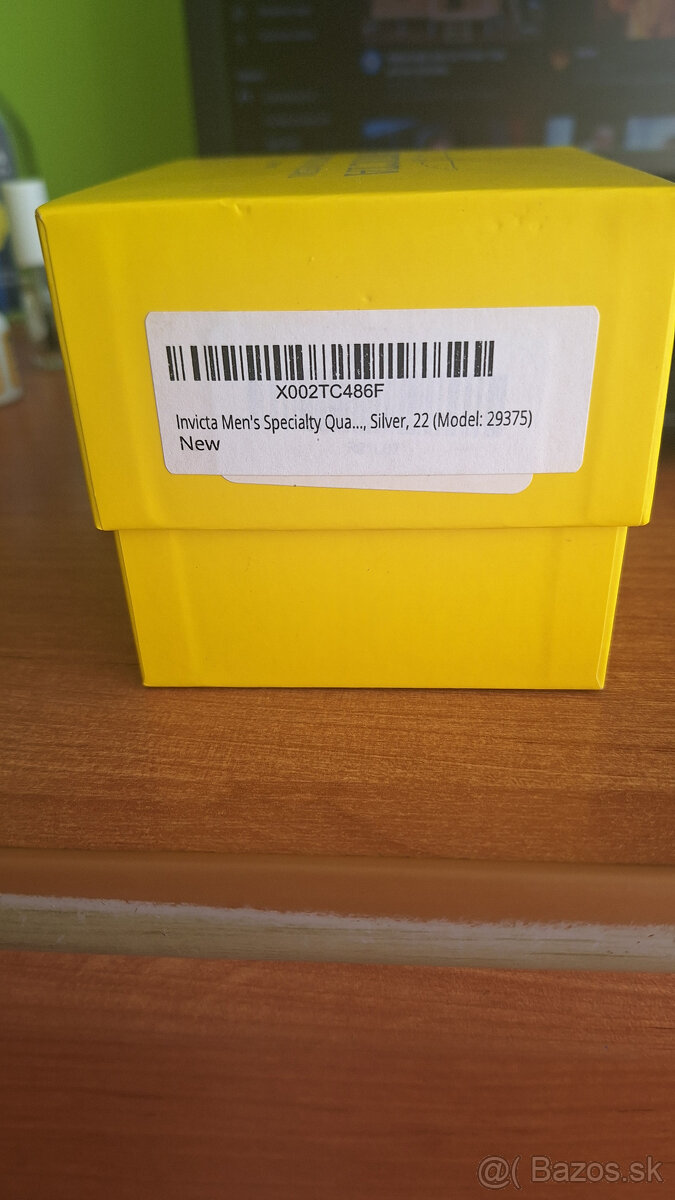 X002TC486F
Invicta Men's Specialty Qua..., Silver, 22 (Model: 29375)
New
@( Bazos.sk